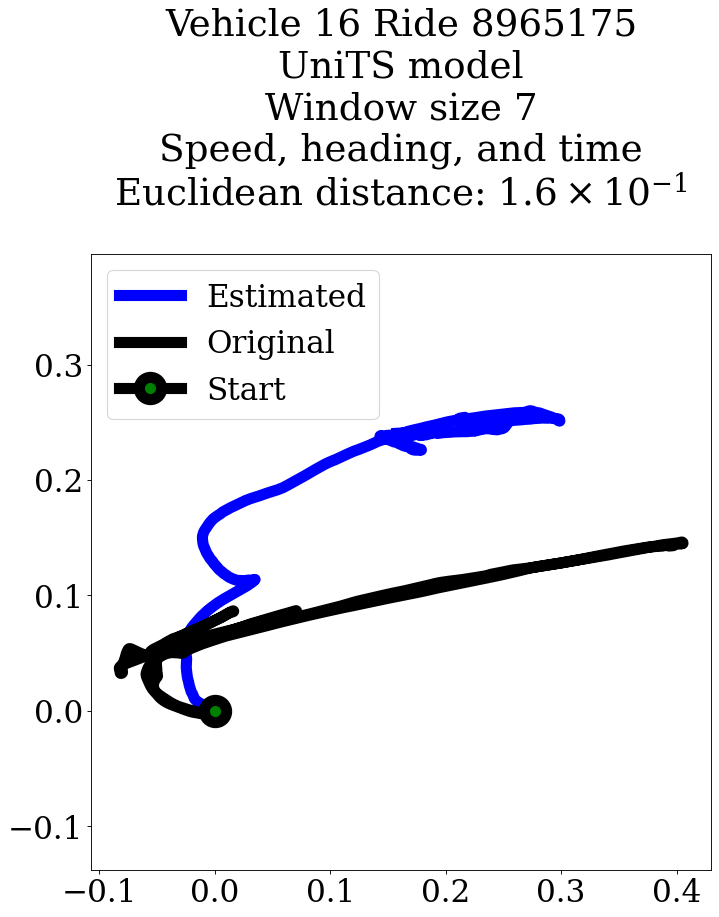 Vehicle 16 Ride 8965175
UniTS model
Window size 7
Speed, heading, and time
Euclidean distance: 1.6 × 10⁻¹
Estimated
Original
Start
0.3
0.2
0.1
0.0
−0.1
−0.1 0.0 0.1 0.2 0.3 0.4